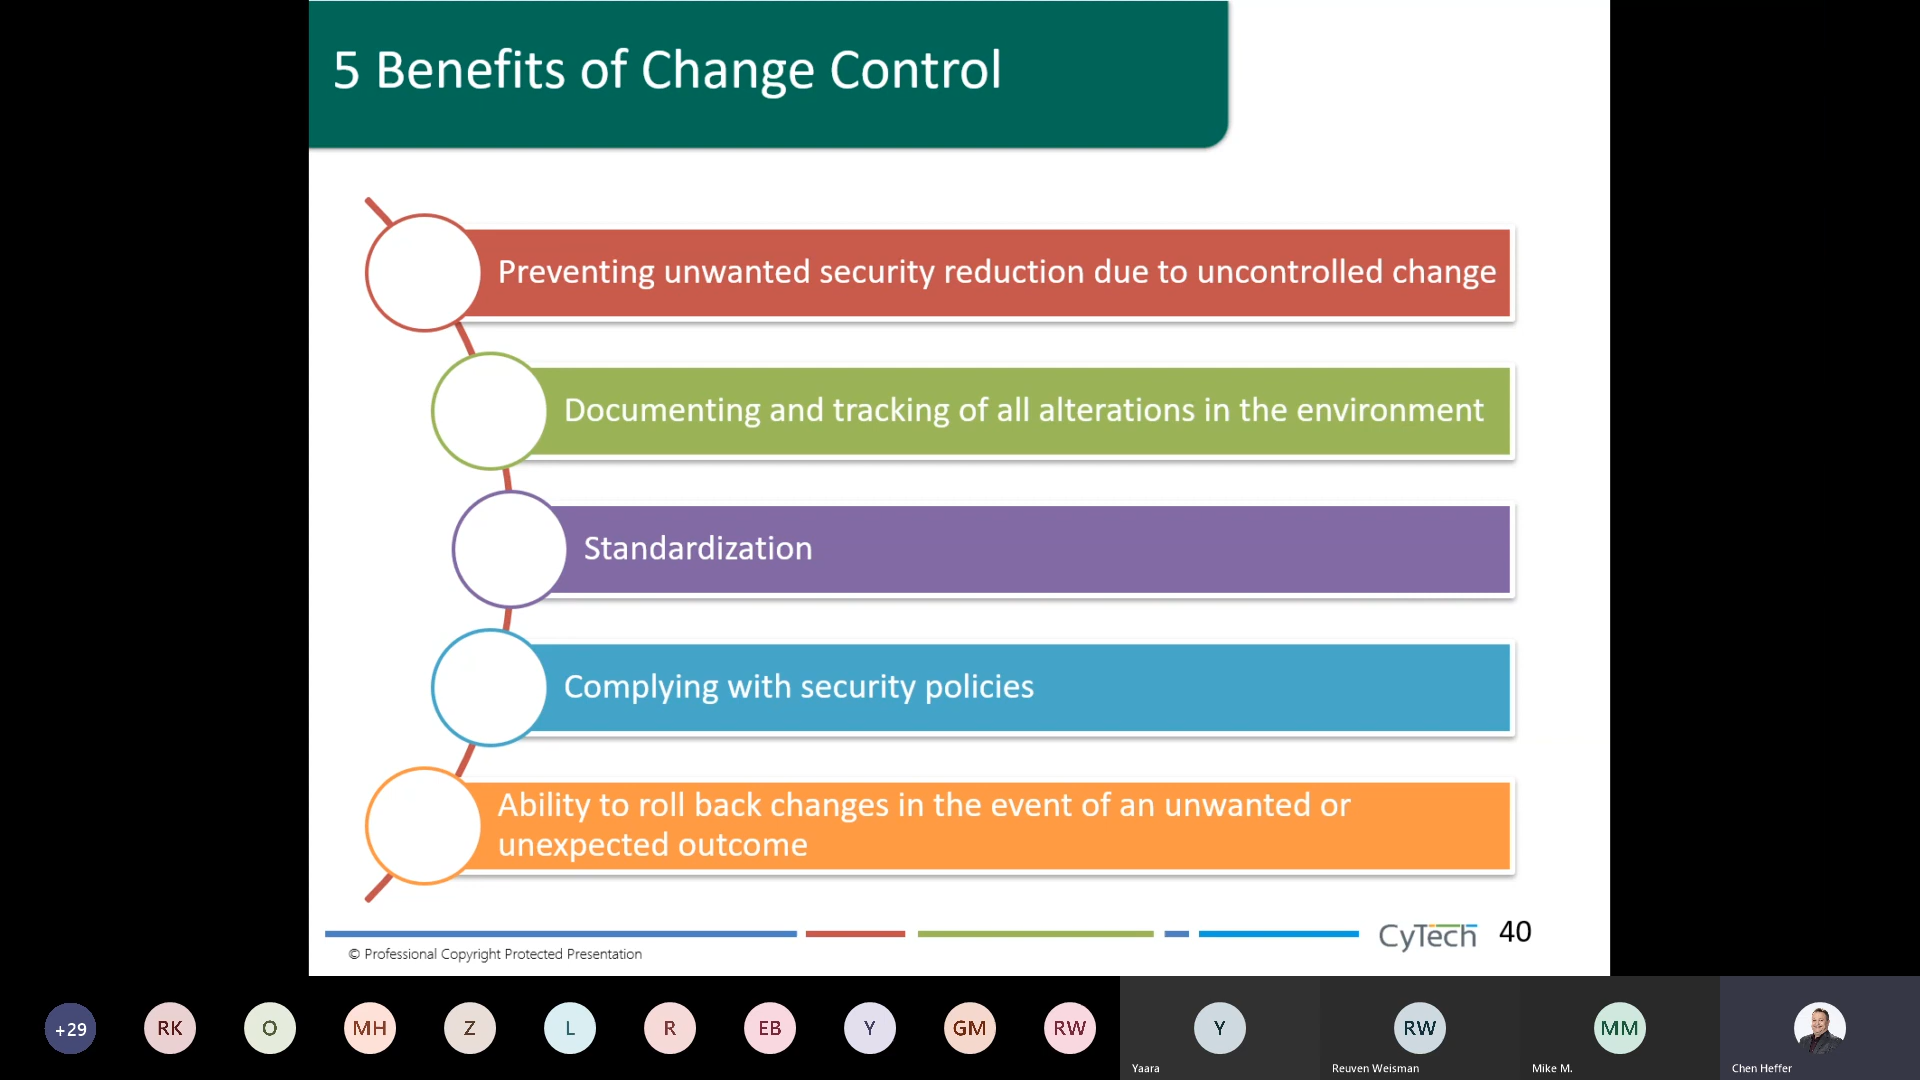 5 Benefits of Change Control
Preventing unwanted security reduction due to uncontrolled change
Documenting and tracking of all alterations in the environment
Standardization
Complying with security policies
Ability to roll back changes in the event of an unwanted or
unexpected outcome
CyTech 40
© Professional Copyright Protected Presentation
+29 RK O MH Z L R EB Y GM RW Y RW MM
Yaara Reuven Weisman Mike M. Chen Heffer